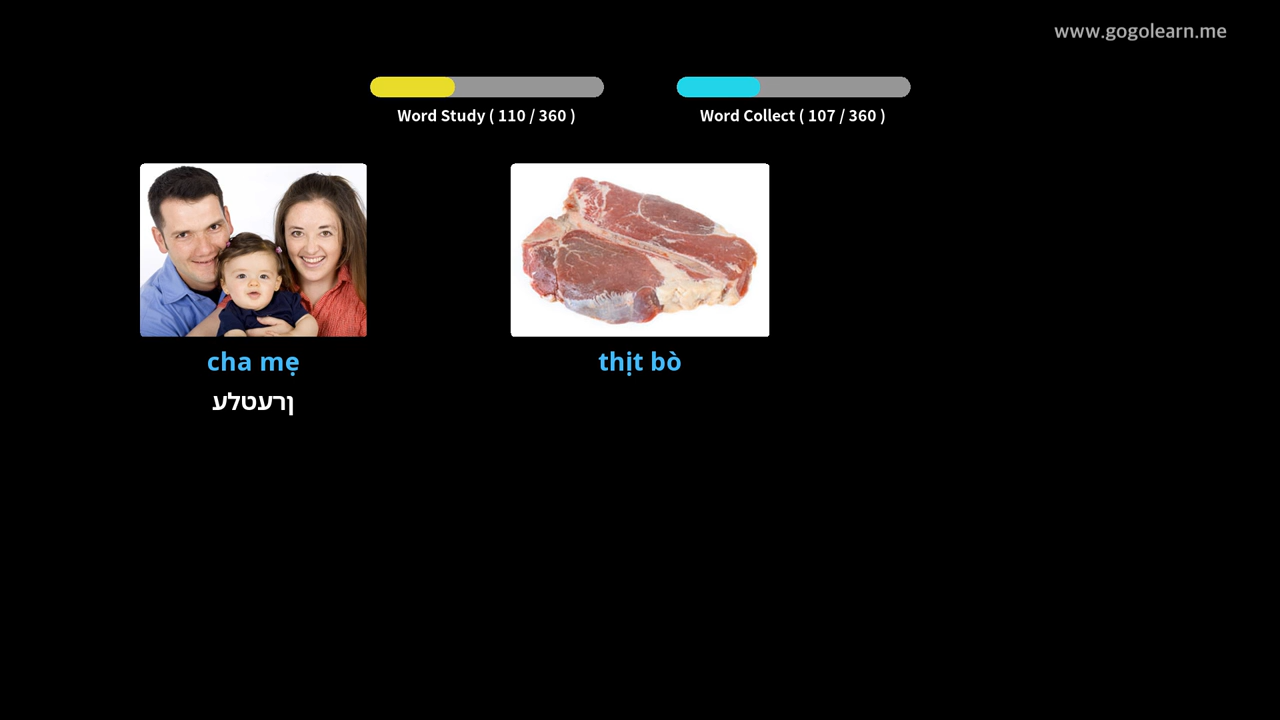 www.gogolearn.me
Word Study ( 110 / 360 )
Word Collect ( 107 / 360 )
cha mẹ
עלטערן
thịt bò